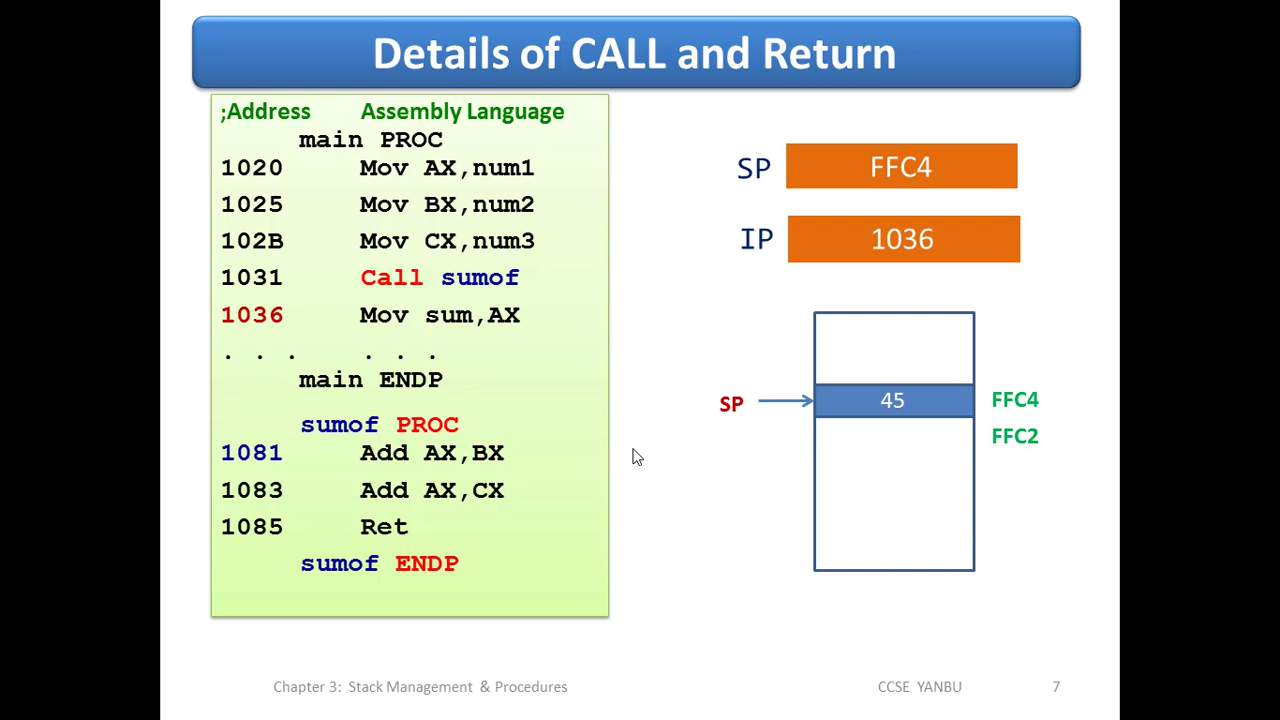 Details of CALL and Return
;Address Assembly Language
main PROC
1020 Mov AX,num1
1025 Mov BX,num2
102B Mov CX,num3
1031 Call sumof
1036 Mov sum,AX
. . . . . .
main ENDP
sumof PROC
1081 Add AX,BX
1083 Add AX,CX
1085 Ret
sumof ENDP
SP FFC4
IP 1036
SP 45 FFC4
FFC2
Chapter 3: Stack Management & Procedures CCSE YANBU 7